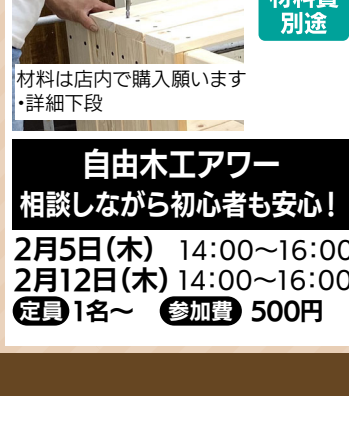 材料費
別途
材料は店内で購入願います
・詳細下段
自由木工アワー
相談しながら初心者も安心！
2月5日（木） 14：00～16：00
2月12日（木） 14：00～16：00
定員 1名～ 参加費 500円